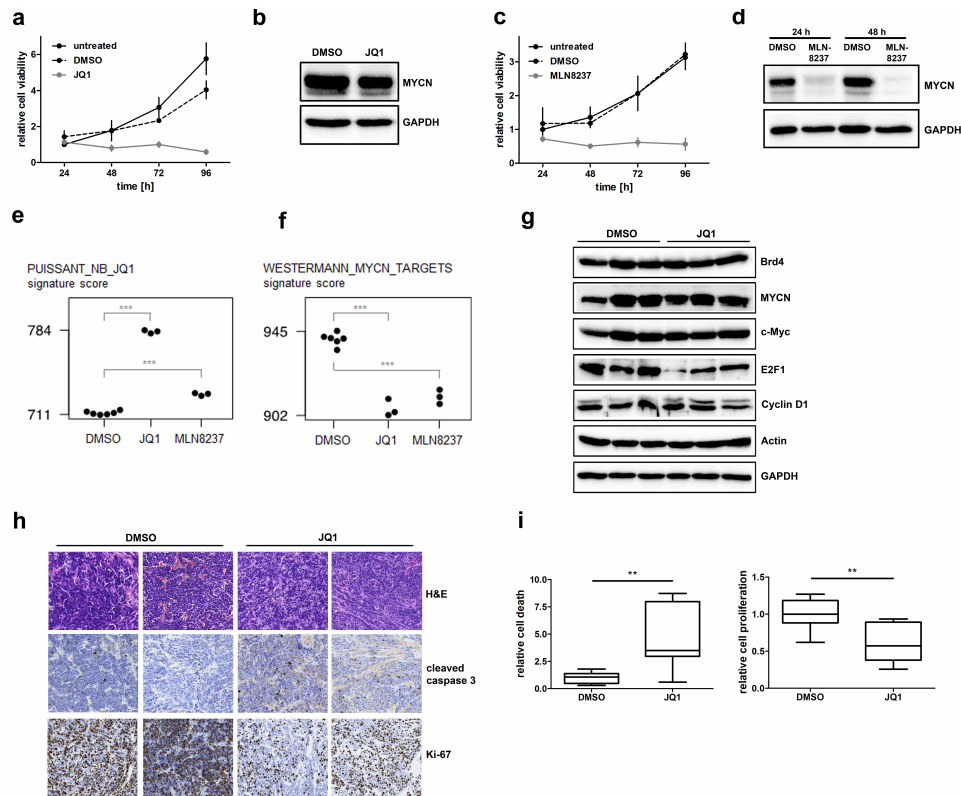 a
untreated
DMSO
JQ1
relative cell viability
6
4
2
0
24
48
72
96
time [h]
b
DMSO
JQ1
MYCN
GAPDH
c
untreated
DMSO
MLN8237
relative cell viability
3
2
1
0
24
48
72
96
time [h]
d
24 h
48 h
DMSO
MLN-
8237
DMSO
MLN-
8237
MYCN
GAPDH
e
PUISSANT_NB_JQ1
signature score
784
711
***
***
DMSO
JQ1
MLN8237
f
WESTERMANN_MYCN_TARGETS
signature score
945
902
***
***
DMSO
JQ1
MLN8237
g
DMSO
JQ1
Brd4
MYCN
c-Myc
E2F1
Cyclin D1
Actin
GAPDH
h
DMSO
JQ1
H&E
cleaved
caspase 3
Ki-67
i
relative cell death
10.0
7.5
5.0
2.5
0.0
**
DMSO
JQ1
relative cell proliferation
1.5
1.0
0.5
0.0
**
DMSO
JQ1